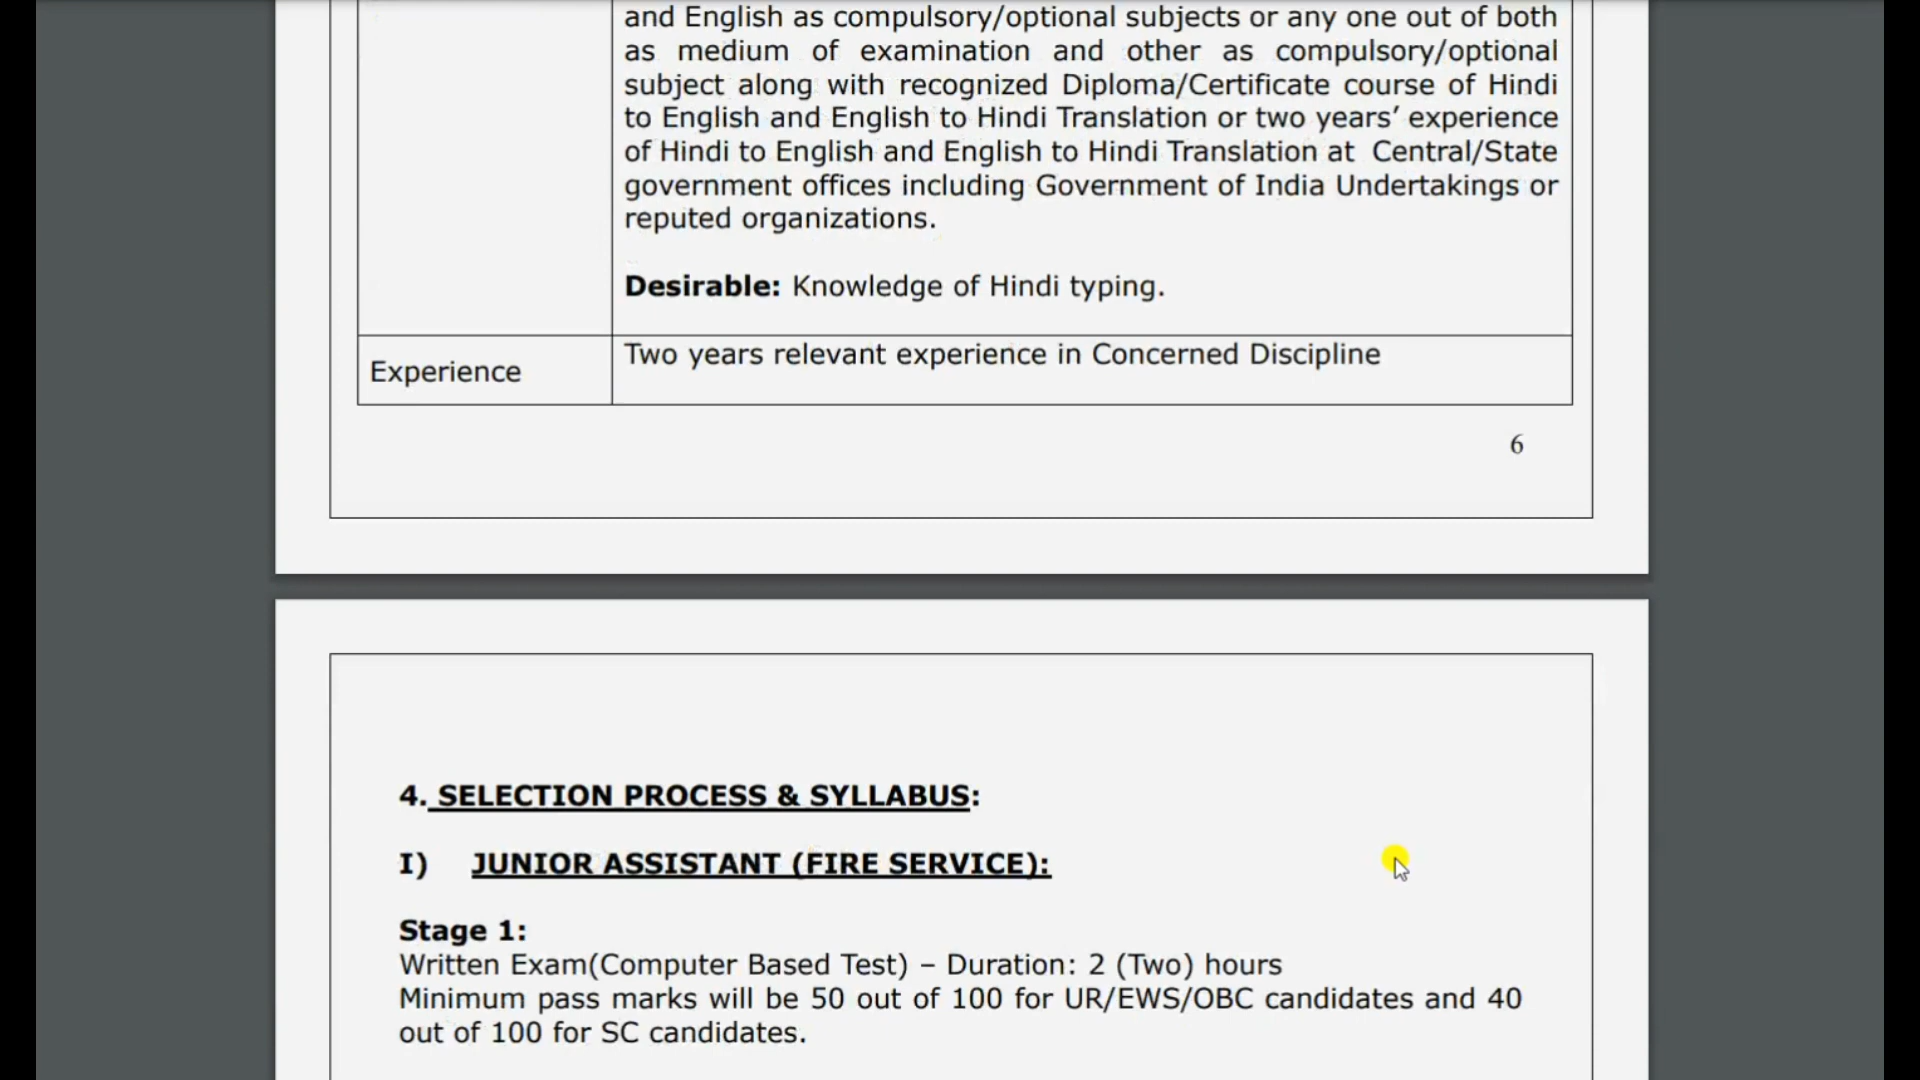 and English as compulsory/optional subjects or any one out of both
as medium of examination and other as compulsory/optional
subject along with recognized Diploma/Certificate course of Hindi
to English and English to Hindi Translation or two years’ experience
of Hindi to English and English to Hindi Translation at Central/State
government offices including Government of India Undertakings or
reputed organizations.
Desirable: Knowledge of Hindi typing.
Experience
Two years relevant experience in Concerned Discipline
6
4. SELECTION PROCESS & SYLLABUS:
I) JUNIOR ASSISTANT (FIRE SERVICE):
Stage 1:
Written Exam(Computer Based Test) – Duration: 2 (Two) hours
Minimum pass marks will be 50 out of 100 for UR/EWS/OBC candidates and 40
out of 100 for SC candidates.